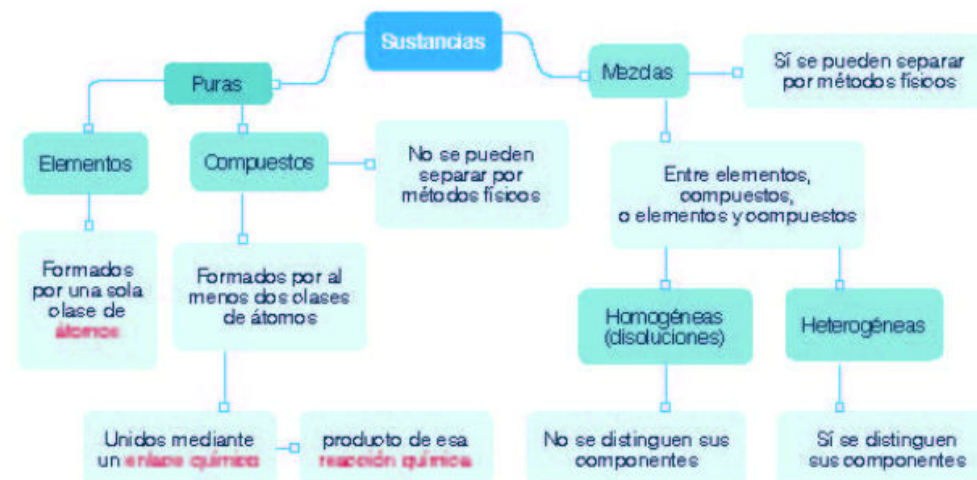 Sustancias
Puras
Mezclas
Sí se pueden separar
por métodos físicos
Elementos
Compuestos
No se pueden
separar por
métodos físicos
Entre elementos,
compuestos,
o elementos y compuestos
Formados
por una sola
clase de
átomos
Formados por al
menos dos clases
de átomos
Homogéneas
(disoluciones)
Heterogéneas
Unidos mediante
un enlace químico
producto de esa
reacción química
No se distinguen sus
componentes
Sí se distinguen
sus componentes